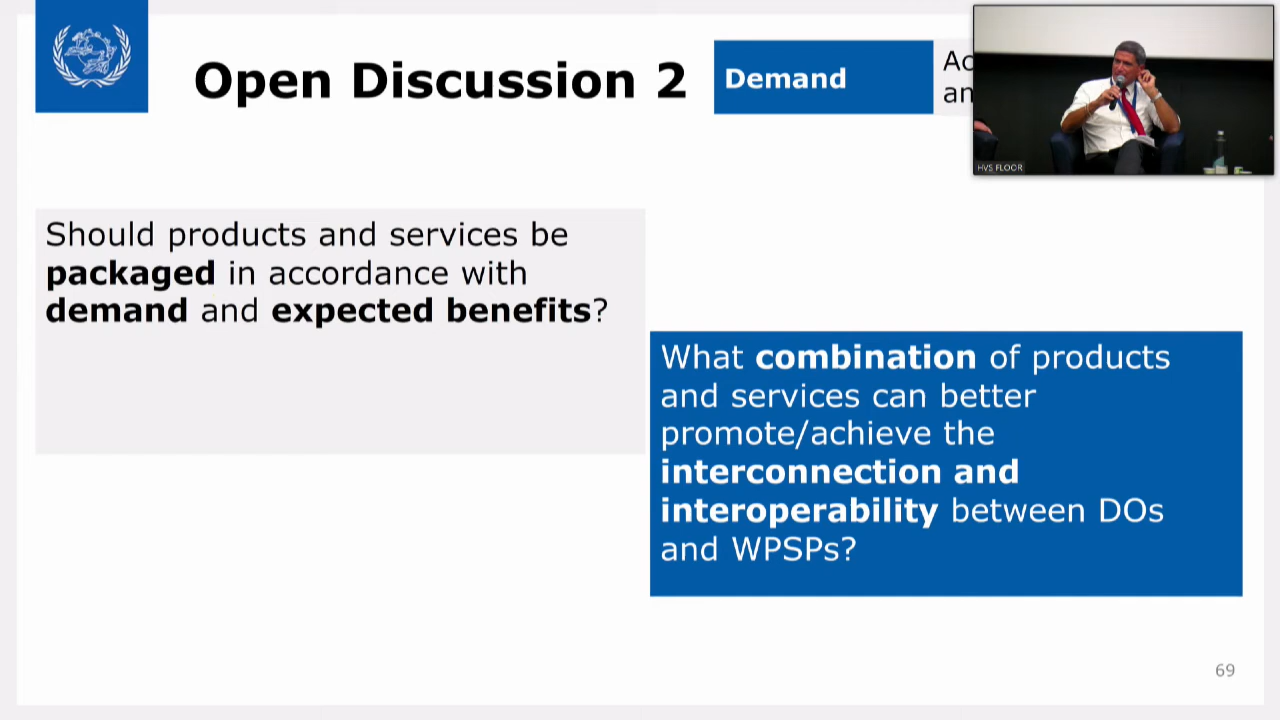 Open Discussion 2
Demand
Should products and services be
packaged in accordance with
demand and expected benefits?
What combination of products
and services can better
promote/achieve the
interconnection and
interoperability between DOs
and WPSPs?
HVS FLOOR
69